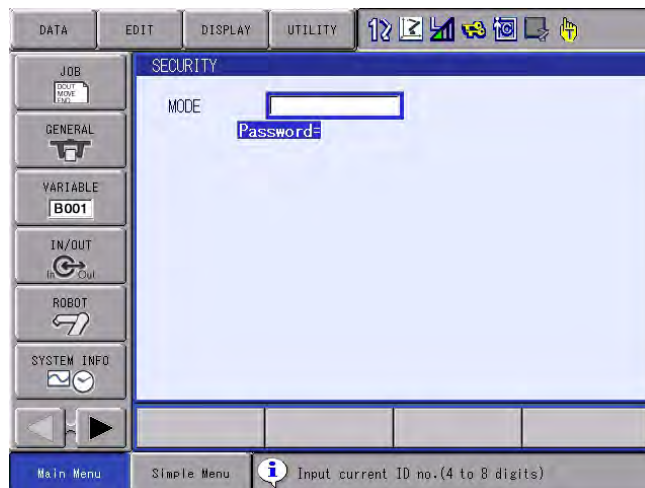 DATA EDIT DISPLAY UTILITY
SECURITY
JOB
DOUT
MOVE
END
MODE
Password=
GENERAL
VARIABLE
B001
IN/OUT
In Out
ROBOT
SYSTEM INFO
Main Menu Simple Menu Input current ID no.(4 to 8 digits)